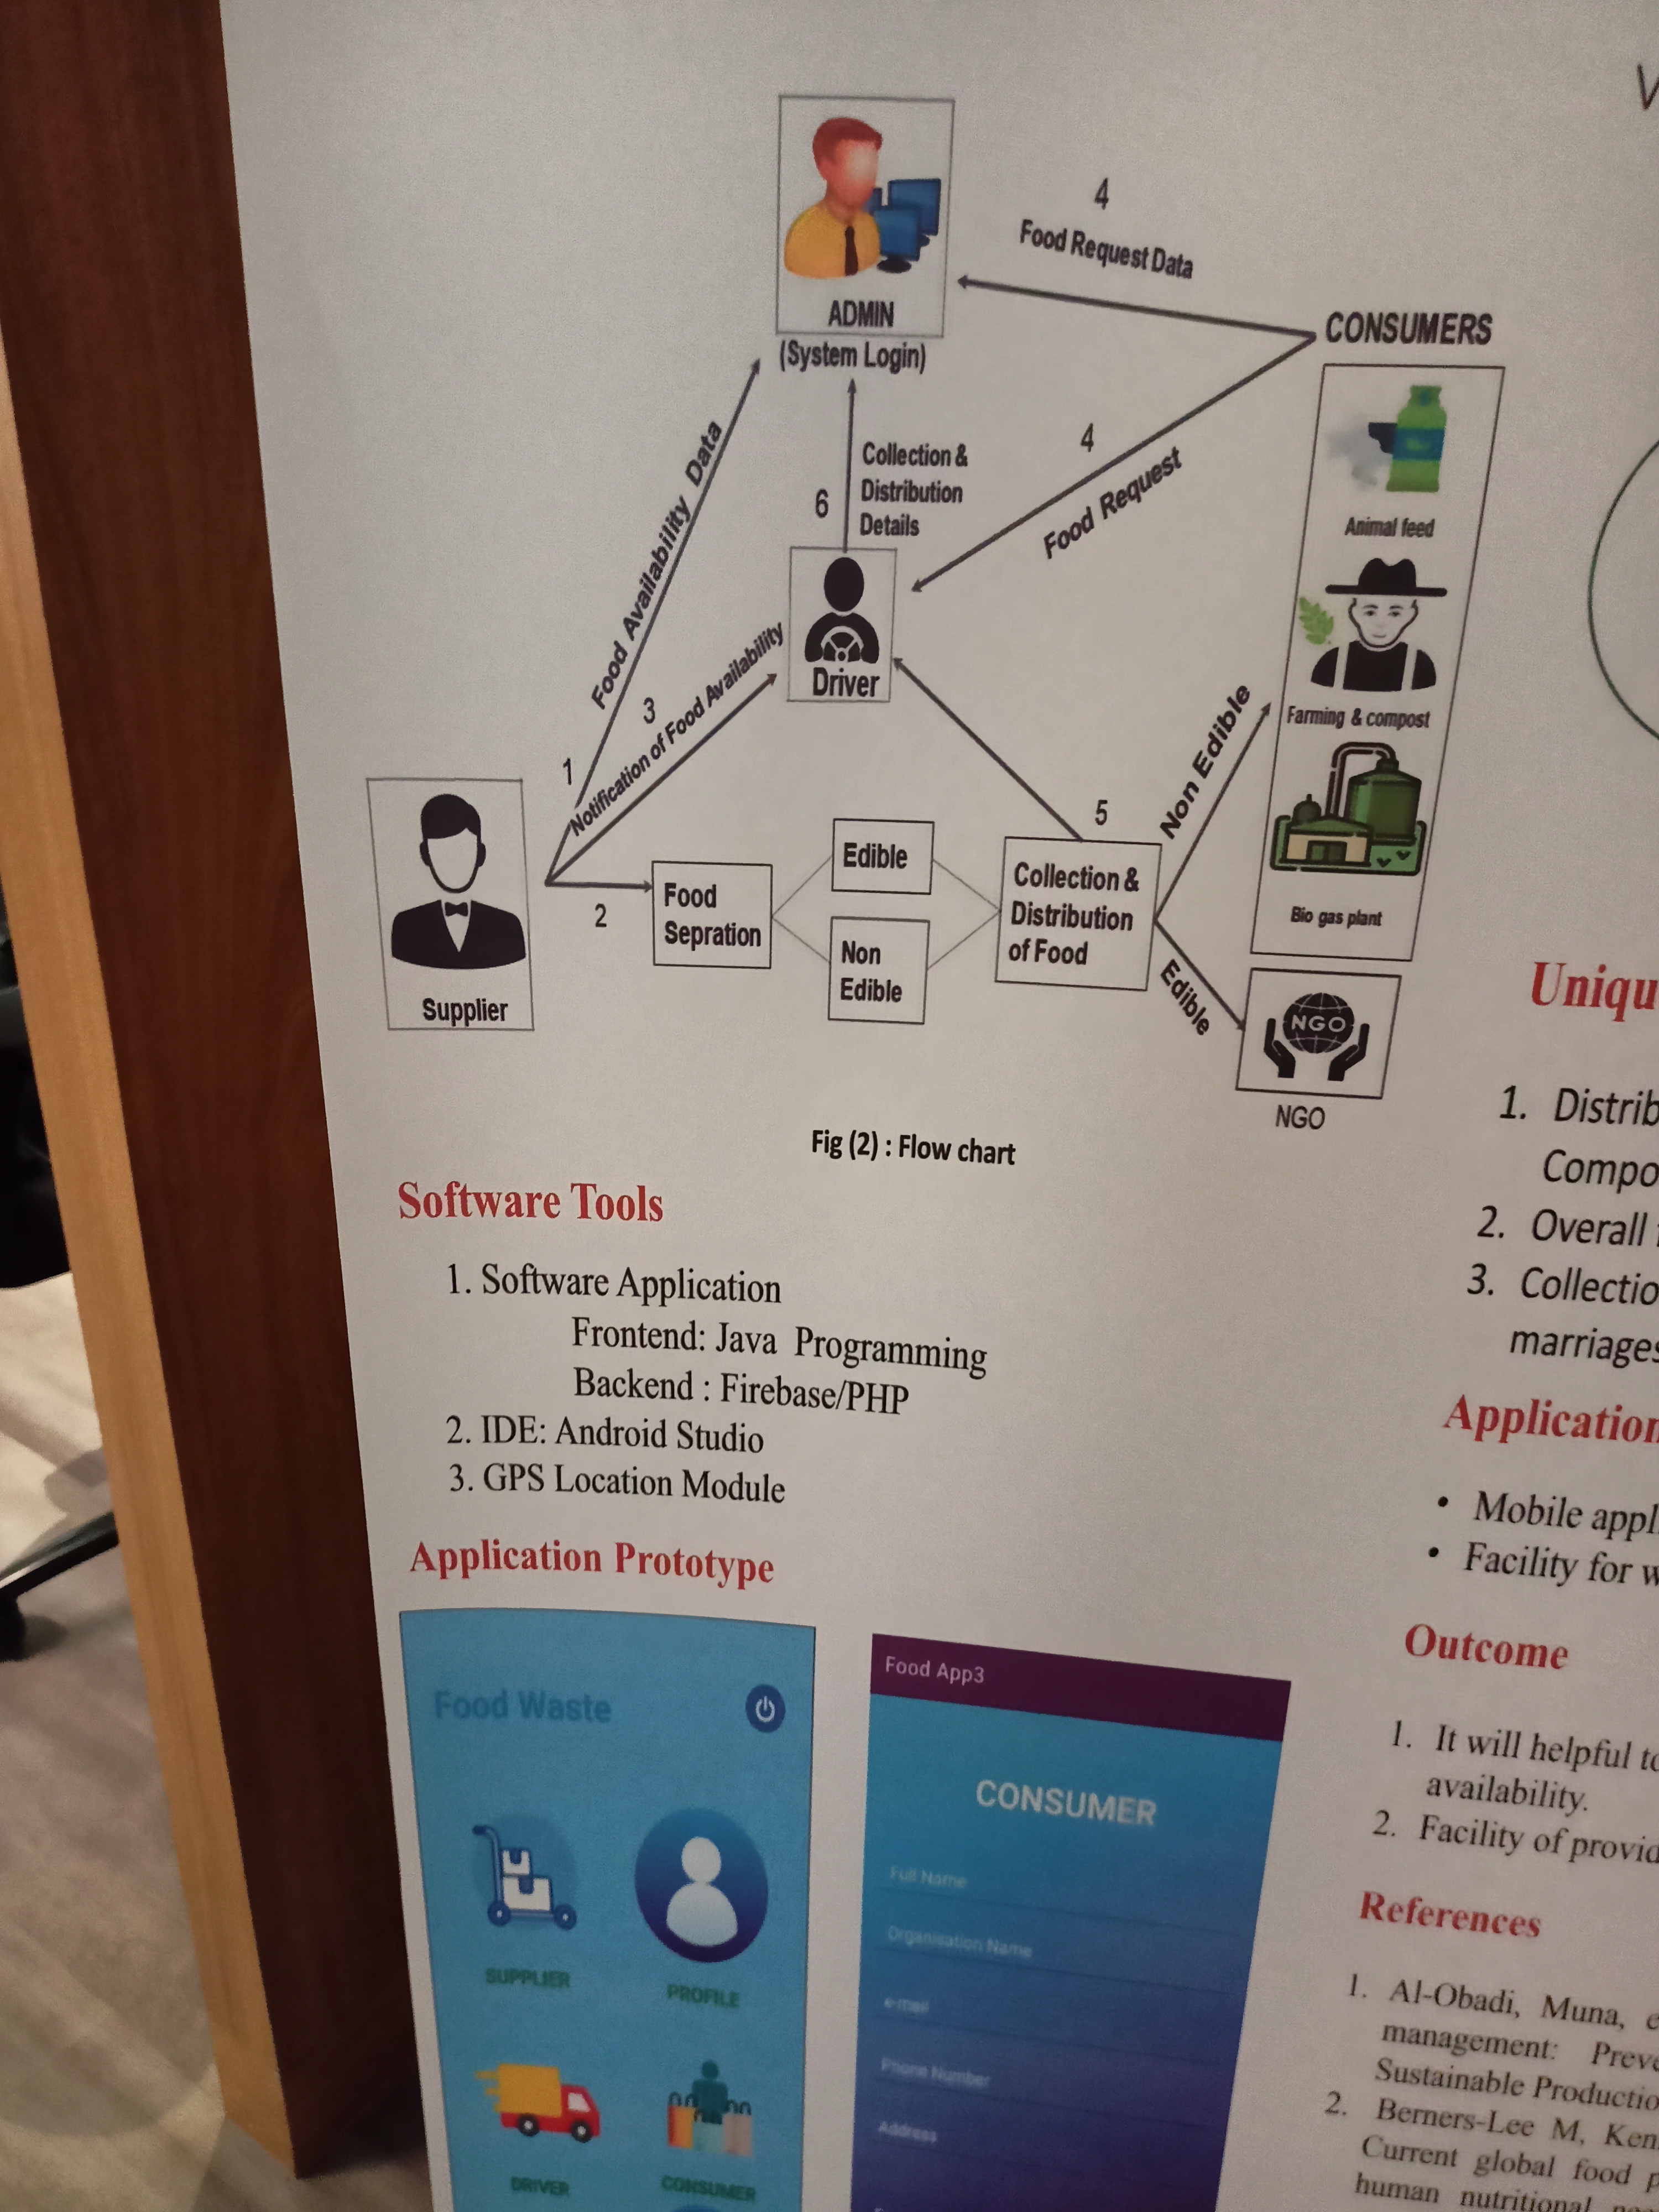 4
Food Request Data
ADMIN
(System Login)
CONSUMERS
Food Availability Data
6
Collection &
Distribution
Details
4
Food Request
Animal feed
Driver
Farming & compost
3
Notification of Food Availability
1
Non Edible
Bio gas plant
Supplier
2
Food
Sepration
Edible
Non
Edible
5
Collection &
Distribution
of Food
Edible
NGO
NGO
Fig (2) : Flow chart
Software Tools
1. Software Application
Frontend: Java Programming
Backend : Firebase/PHP
2. IDE: Android Studio
3. GPS Location Module
Application Prototype
Food Waste
SUPPLIER
PROFILE
DRIVER
CONSUMER
Food App3
CONSUMER
Full Name
Organisation Name
e-mail
Phone Number
Address
Uniqu
1. Distrib
Compo
2. Overall
3. Collectio
marriages
Application
• Mobile appl
• Facility for w
Outcome
1. It will helpful to
availability.
2. Facility of provid
References
1. Al-Obadi, Muna, e
management: Preve
Sustainable Productio
2. Berners-Lee M, Ken
Current global food p
human nutritional